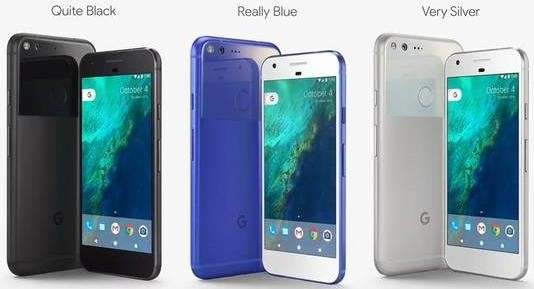 Quite Black
Really Blue
Very Silver
October 4
G
October 4
G
G
October 4
G
G